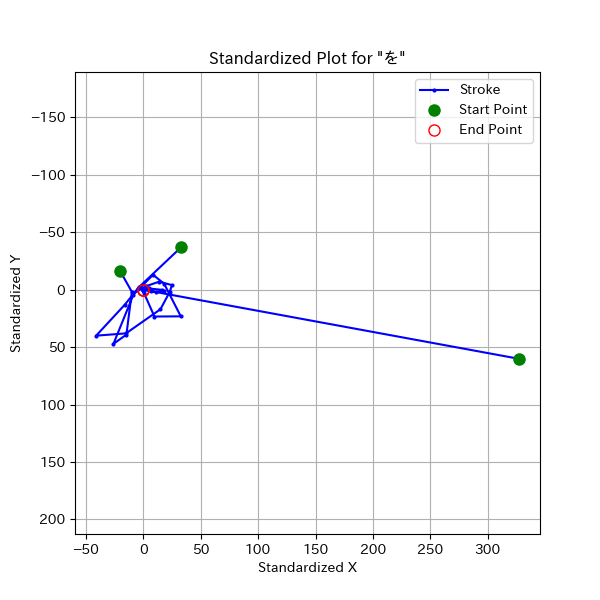 Standardized Plot for "を"
Stroke
Start Point
End Point
−150
−100
−50
0
50
100
150
200
Standardized Y
−50 0 50 100 150 200 250 300
Standardized X